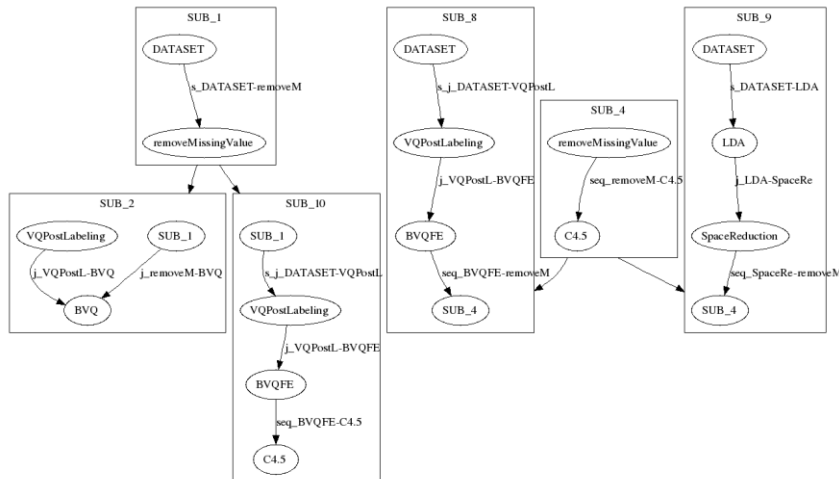 SUB_1
DATASET
s_DATASET-removeM
removeMissingValue
SUB_2
VQPostLabeling
SUB_1
j_VQPostL-BVQ
j_removeM-BVQ
BVQ
SUB_10
SUB_1
s_j_DATASET-VQPostL
VQPostLabeling
j_VQPostL-BVQFE
BVQFE
seq_BVQFE-C4.5
C4.5
SUB_8
DATASET
s_j_DATASET-VQPostL
VQPostLabeling
j_VQPostL-BVQFE
BVQFE
seq_BVQFE-removeM
SUB_4
SUB_4
removeMissingValue
seq_removeM-C4.5
C4.5
SUB_9
DATASET
s_DATASET-LDA
LDA
j_LDA-SpaceRe
SpaceReduction
seq_SpaceRe-removeM
SUB_4